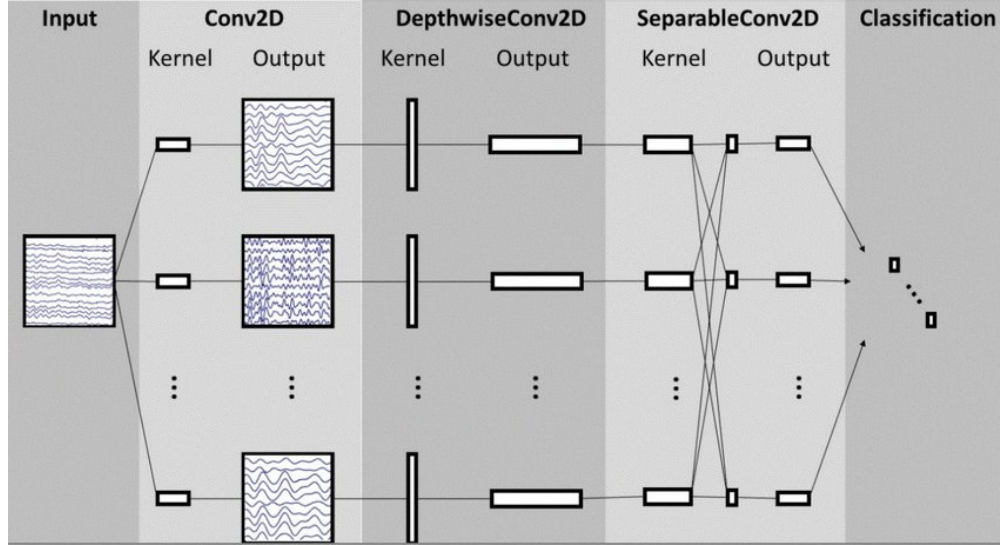 Input Conv2D DepthwiseConv2D SeparableConv2D Classification
Kernel Output Kernel Output Kernel Output